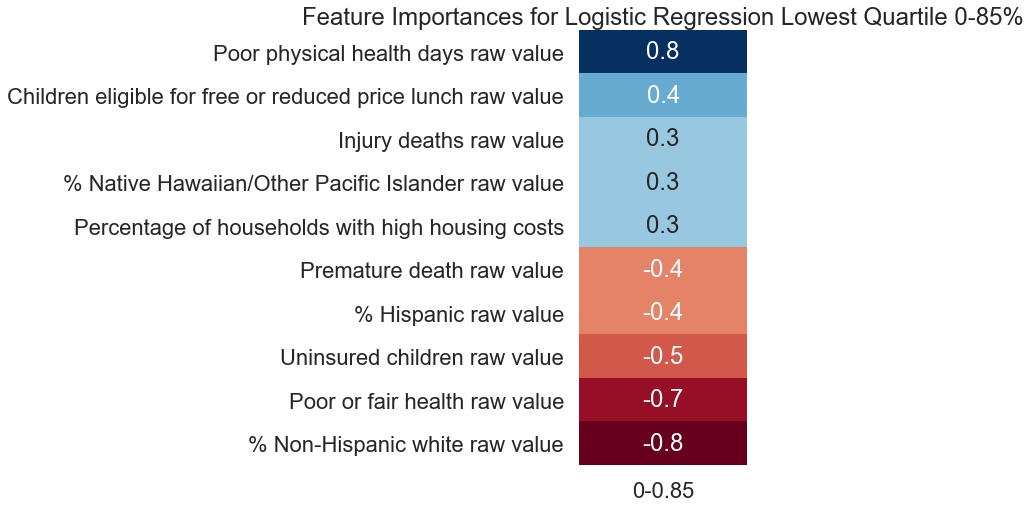 Feature Importances for Logistic Regression Lowest Quartile 0-85%
Poor physical health days raw value 0.8
Children eligible for free or reduced price lunch raw value 0.4
Injury deaths raw value 0.3
% Native Hawaiian/Other Pacific Islander raw value 0.3
Percentage of households with high housing costs 0.3
Premature death raw value -0.4
% Hispanic raw value -0.4
Uninsured children raw value -0.5
Poor or fair health raw value -0.7
% Non-Hispanic white raw value -0.8
0-0.85